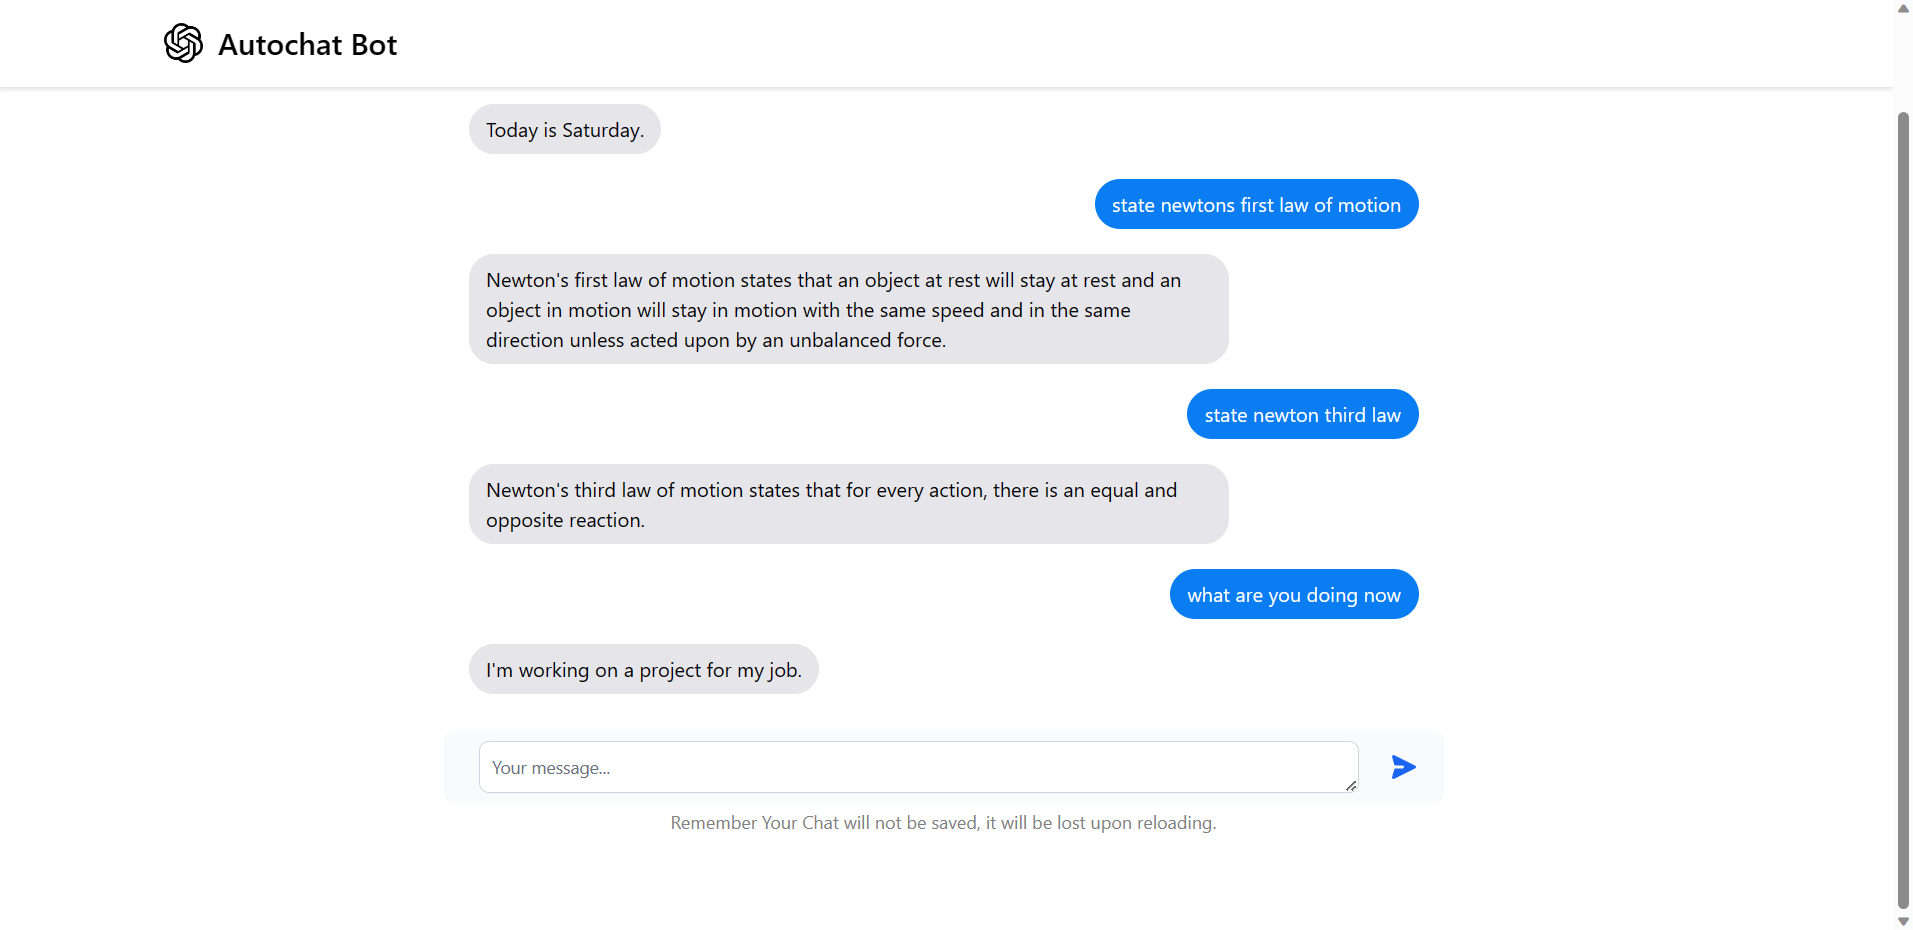 Autochat Bot
Today is Saturday.
state newtons first law of motion
Newton's first law of motion states that an object at rest will stay at rest and an
object in motion will stay in motion with the same speed and in the same
direction unless acted upon by an unbalanced force.
state newton third law
Newton's third law of motion states that for every action, there is an equal and
opposite reaction.
what are you doing now
I'm working on a project for my job.
Your message...
Remember Your Chat will not be saved, it will be lost upon reloading.